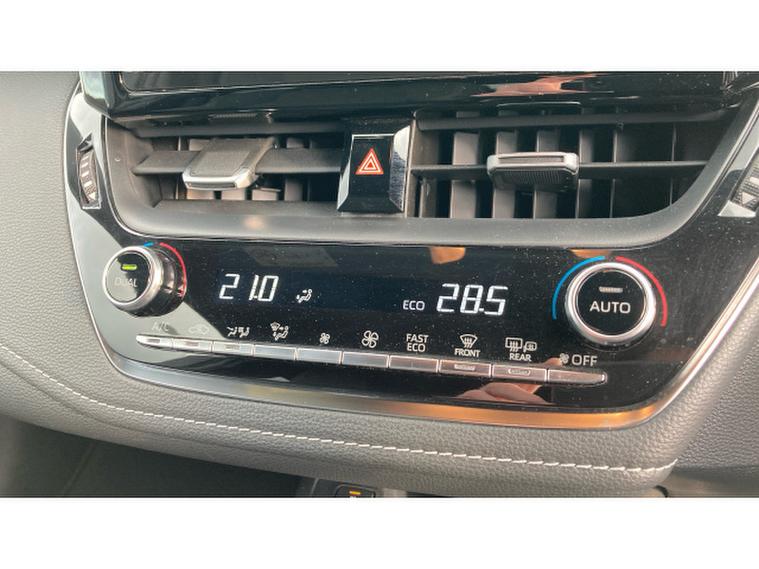 DUAL
21.0
ECO 28.5
AUTO
A/C
FAST
ECO
FRONT
REAR
OFF